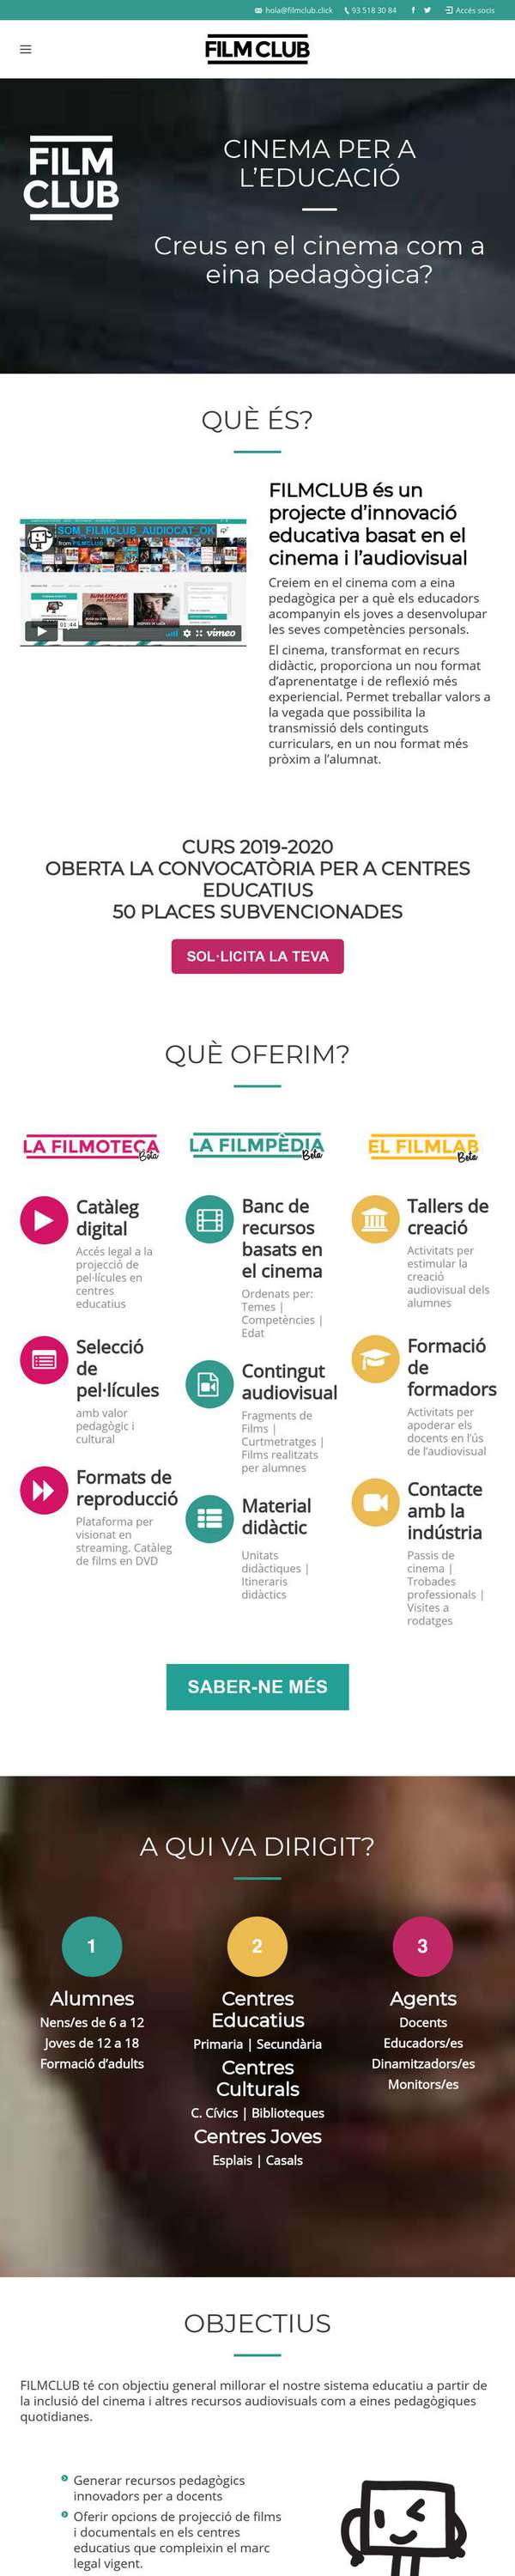 hola@filmclub.click 93 518 30 84 Accés socis
FILM CLUB
FILM
CLUB
CINEMA PER A
L'EDUCACIÓ
Creus en el cinema com a
eina pedagògica?
QUÈ ÉS?
SOM_FILMCLUB_AUDIOCAT_OK
from FILMCLUB
01:44
vimeo
FILMCLUB és un
projecte d'innovació
educativa basat en el
cinema i l'audiovisual
Creiem en el cinema com a eina
pedagògica per a què els educadors
acompanyin els joves a desenvolupar
les seves competències personals.
El cinema, transformat en recurs
didàctic, proporciona un nou format
d'aprenentatge i de reflexió més
experiencial. Permet treballar valors a
la vegada que possibilita la
transmissió dels continguts
curriculars, en un nou format més
pròxim a l'alumnat.
CURS 2019-2020
OBERTA LA CONVOCATÒRIA PER A CENTRES
EDUCATIUS
50 PLACES SUBVENCIONADES
SOL·LICITA LA TEVA
QUÈ OFERIM?
LA FILMOTECA
Beta
Catàleg
digital
Accés legal a la
projecció de
pel·lícules en
centres
educatius
Selecció
de
pel·lícules
amb valor
pedagògic i
cultural
Formats de
reproducció
Plataforma per
visionat en
streaming. Catàleg
de films en DVD
LA FILMPÈDIA
Beta
Banc de
recursos
basats en
el cinema
Ordenats per:
Temes |
Competències |
Edat
Contingut
audiovisual
Fragments de
Films |
Curtmetratges |
Films realitzats
per alumnes
Material
didàctic
Unitats
didàctiques |
Itineraris
didàctics
EL FILMLAB
Beta
Tallers de
creació
Activitats per
estimular la
creació
audiovisual dels
alumnes
Formació
de
formadors
Activitats per
apoderar els
docents en l'ús
de l'audiovisual
Contacte
amb la
indústria
Passis de
cinema |
Trobades
professionals |
Visites a
rodatges
SABER-NE MÉS
A QUI VA DIRIGIT?
1
Alumnes
Nens/es de 6 a 12
Joves de 12 a 18
Formació d'adults
2
Centres
Educatius
Primaria | Secundària
Centres
Culturals
C. Cívics | Biblioteques
Centres Joves
Esplais | Casals
3
Agents
Docents
Educadors/es
Dinamitzadors/es
Monitors/es
OBJECTIUS
FILMCLUB té con objectiu general millorar el nostre sistema educatiu a partir de
la inclusió del cinema i altres recursos audiovisuals com a eines pedagògiques
quotidianes.
Generar recursos pedagògics
innovadors per a docents
Oferir opcions de projecció de films
i documentals en els centres
educatius que compleixin el marc
legal vigent.